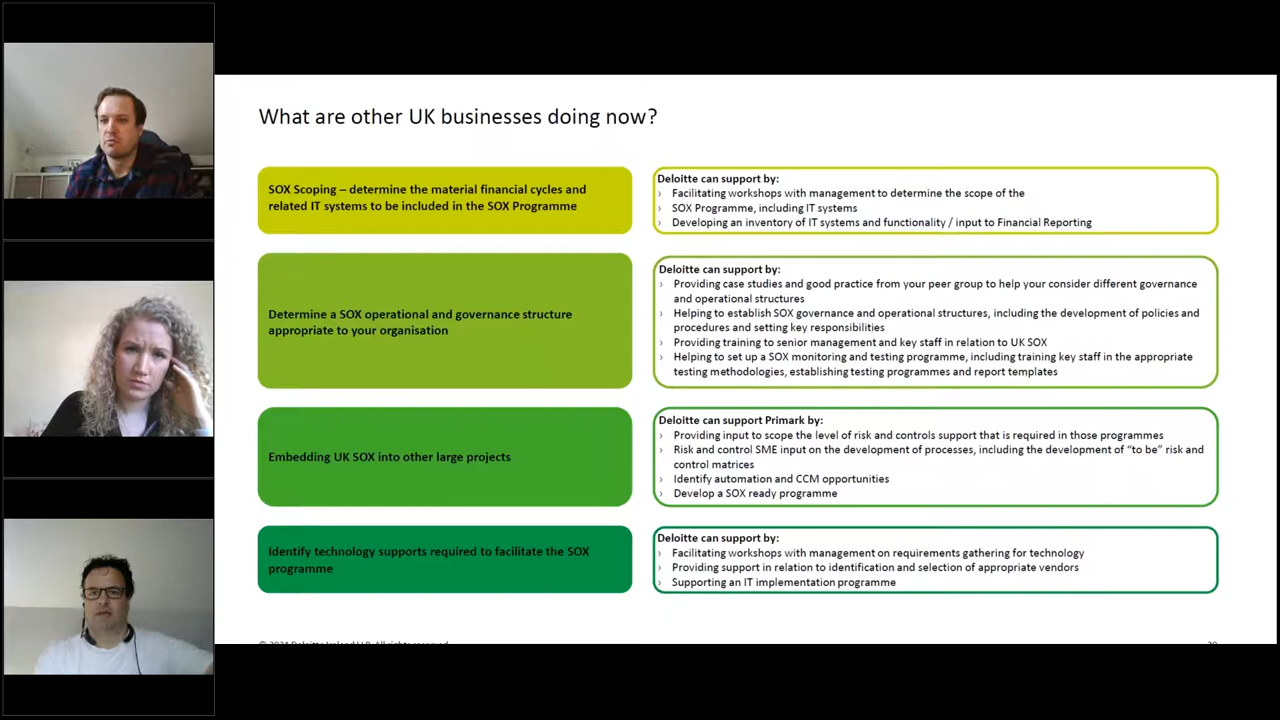 What are other UK businesses doing now?
SOX Scoping – determine the material financial cycles and
related IT systems to be included in the SOX Programme
Deloitte can support by:
› Facilitating workshops with management to determine the scope of the
› SOX Programme, including IT systems
› Developing an inventory of IT systems and functionality / input to Financial Reporting
Determine a SOX operational and governance structure
appropriate to your organisation
Deloitte can support by:
› Providing case studies and good practice from your peer group to help your consider different governance
and operational structures
› Helping to establish SOX governance and operational structures, including the development of policies and
procedures and setting key responsibilities
› Providing training to senior management and key staff in relation to UK SOX
› Helping to set up a SOX monitoring and testing programme, including training key staff in the appropriate
testing methodologies, establishing testing programmes and report templates
Embedding UK SOX into other large projects
Deloitte can support Primark by:
› Providing input to scope the level of risk and controls support that is required in those programmes
› Risk and control SME input on the development of processes, including the development of “to be” risk and
control matrices
› Identify automation and CCM opportunities
› Develop a SOX ready programme
Identify technology supports required to facilitate the SOX
programme
Deloitte can support by:
› Facilitating workshops with management on requirements gathering for technology
› Providing support in relation to identification and selection of appropriate vendors
› Supporting an IT implementation programme
© 2021 Deloitte Ireland LLP. All rights reserved